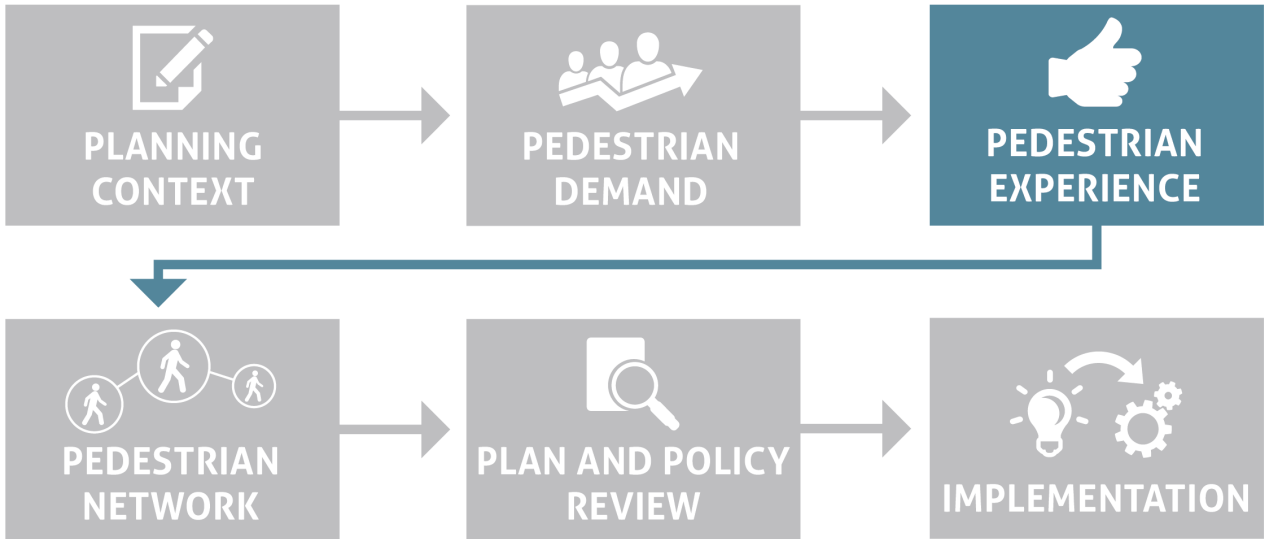 PLANNING
CONTEXT
PEDESTRIAN
DEMAND
PEDESTRIAN
EXPERIENCE
PEDESTRIAN
NETWORK
PLAN AND POLICY
REVIEW
IMPLEMENTATION